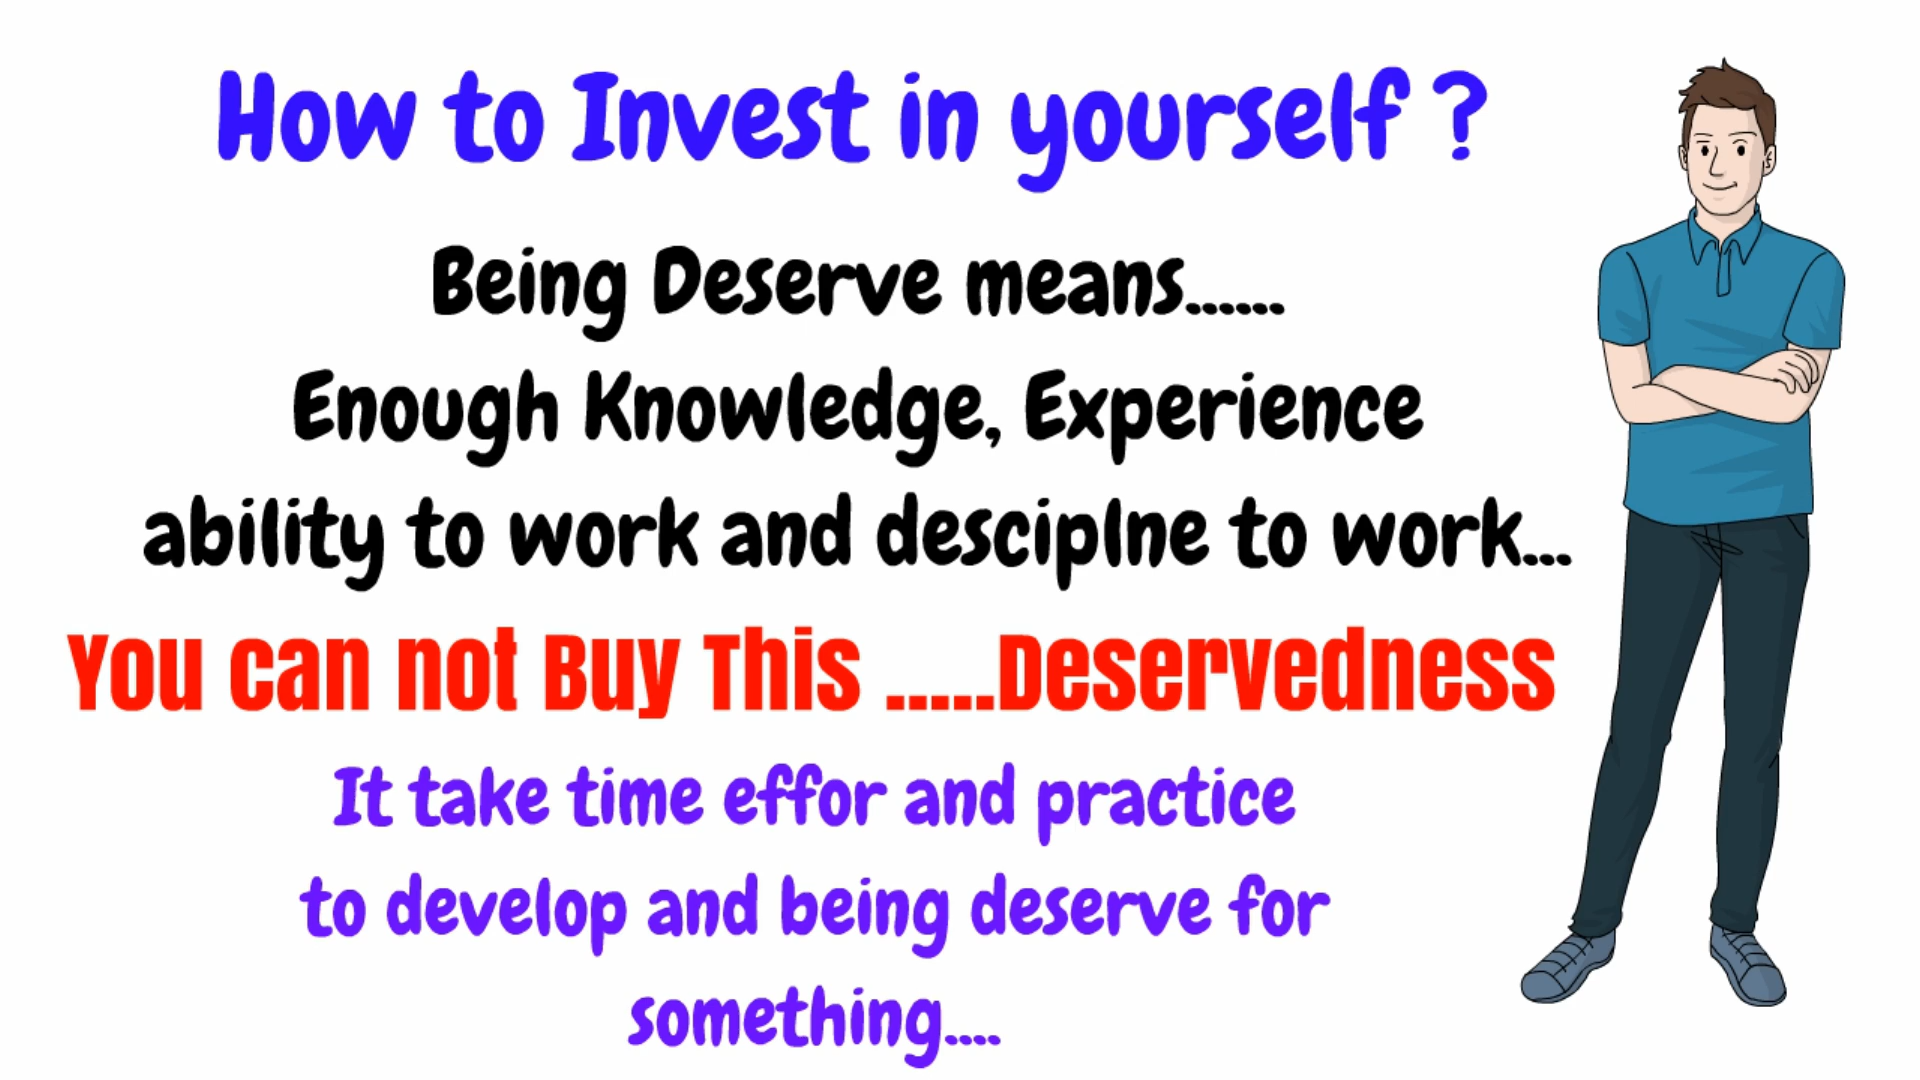 How to Invest in yourself ?
Being Deserve means......
Enough Knowledge, Experience
ability to work and desciplne to work...
You can not Buy This .....Deservedness
It take time effor and practice
to develop and being deserve for
something....